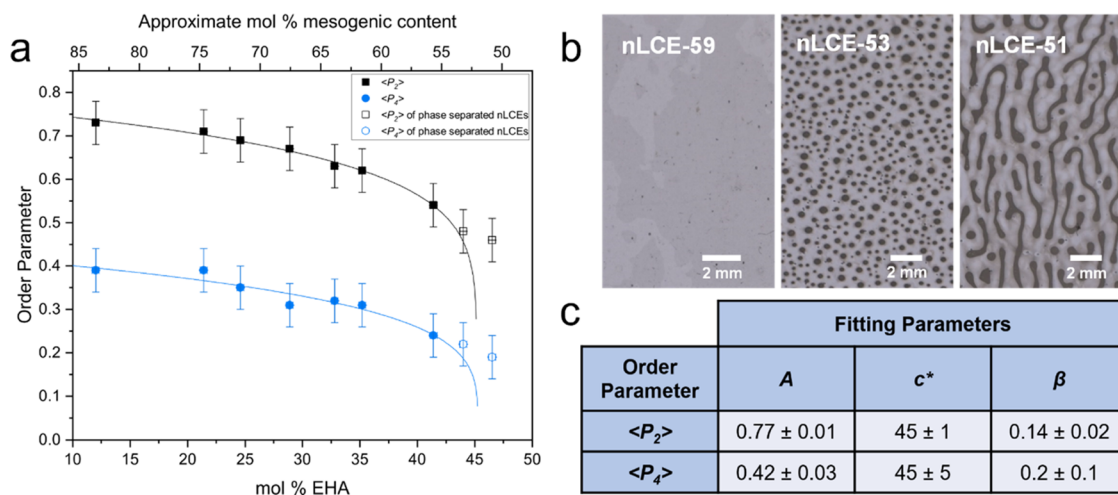 Approximate mol % mesogenic content
85 80 75 70 65 60 55 50
a
0.8
0.7
0.6
0.5
0.4
0.3
0.2
0.1
0.0
Order Parameter
<P2>
<P4>
<P2> of phase separated nLCEs
<P4> of phase separated nLCEs
10 15 20 25 30 35 40 45 50
mol % EHA
b
nLCE-59
2 mm
nLCE-53
2 mm
nLCE-51
2 mm
c
Fitting Parameters
Order Parameter A c* β
<P2> 0.77 ± 0.01 45 ± 1 0.14 ± 0.02
<P4> 0.42 ± 0.03 45 ± 5 0.2 ± 0.1